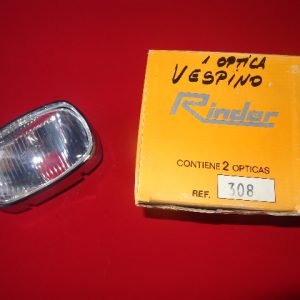 1 OPTICA
VESPINO
Rinder
CONTIENE 2 OPTICAS
REF. 308